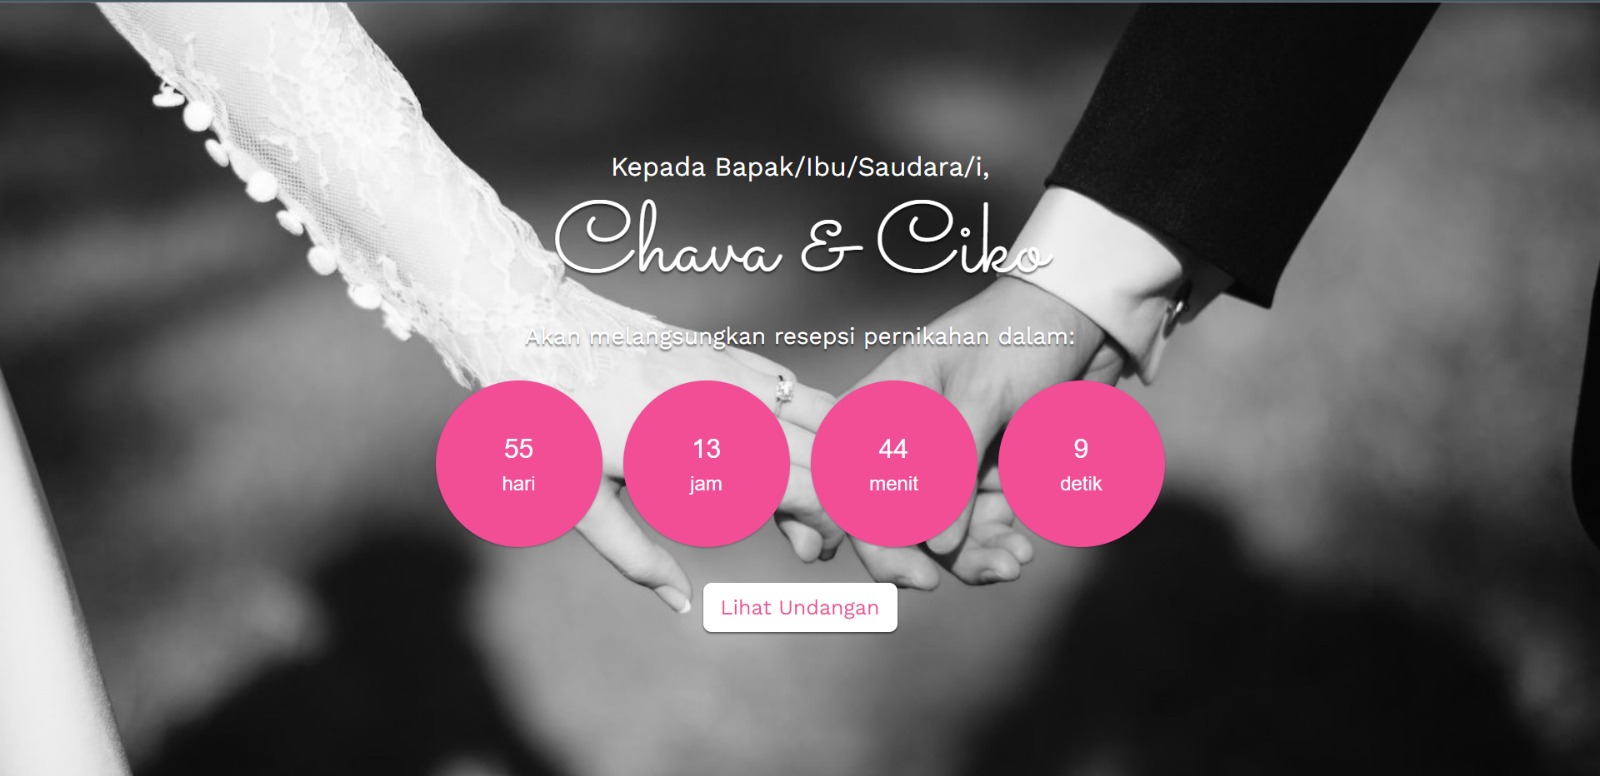 Kepada Bapak/Ibu/Saudara/i,
Chava & Ciko
Akan melangsungkan resepsi pernikahan dalam:
55 13 44 9
hari jam menit detik
Lihat Undangan